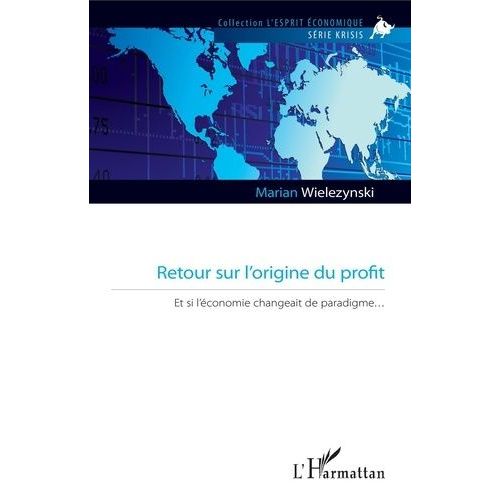 Collection L'ESPRIT ÉCONOMIQUE
SÉRIE KRISIS
Marian Wielezynski
Retour sur l'origine du profit
Et si l'économie changeait de paradigme…
L'Harmattan